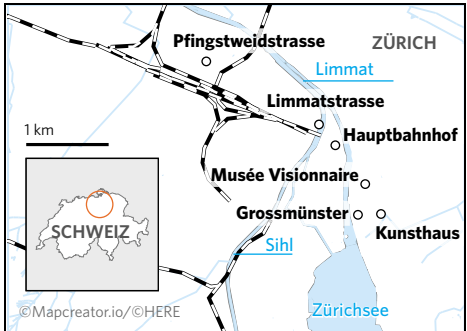 Pfingstweidstrasse
ZÜRICH
Limmat
Limmatstrasse
1 km
Hauptbahnhof
Musée Visionnaire
SCHWEIZ
Grossmünster
Kunsthaus
Sihl
Zürichsee
©Mapcreator.io/©HERE